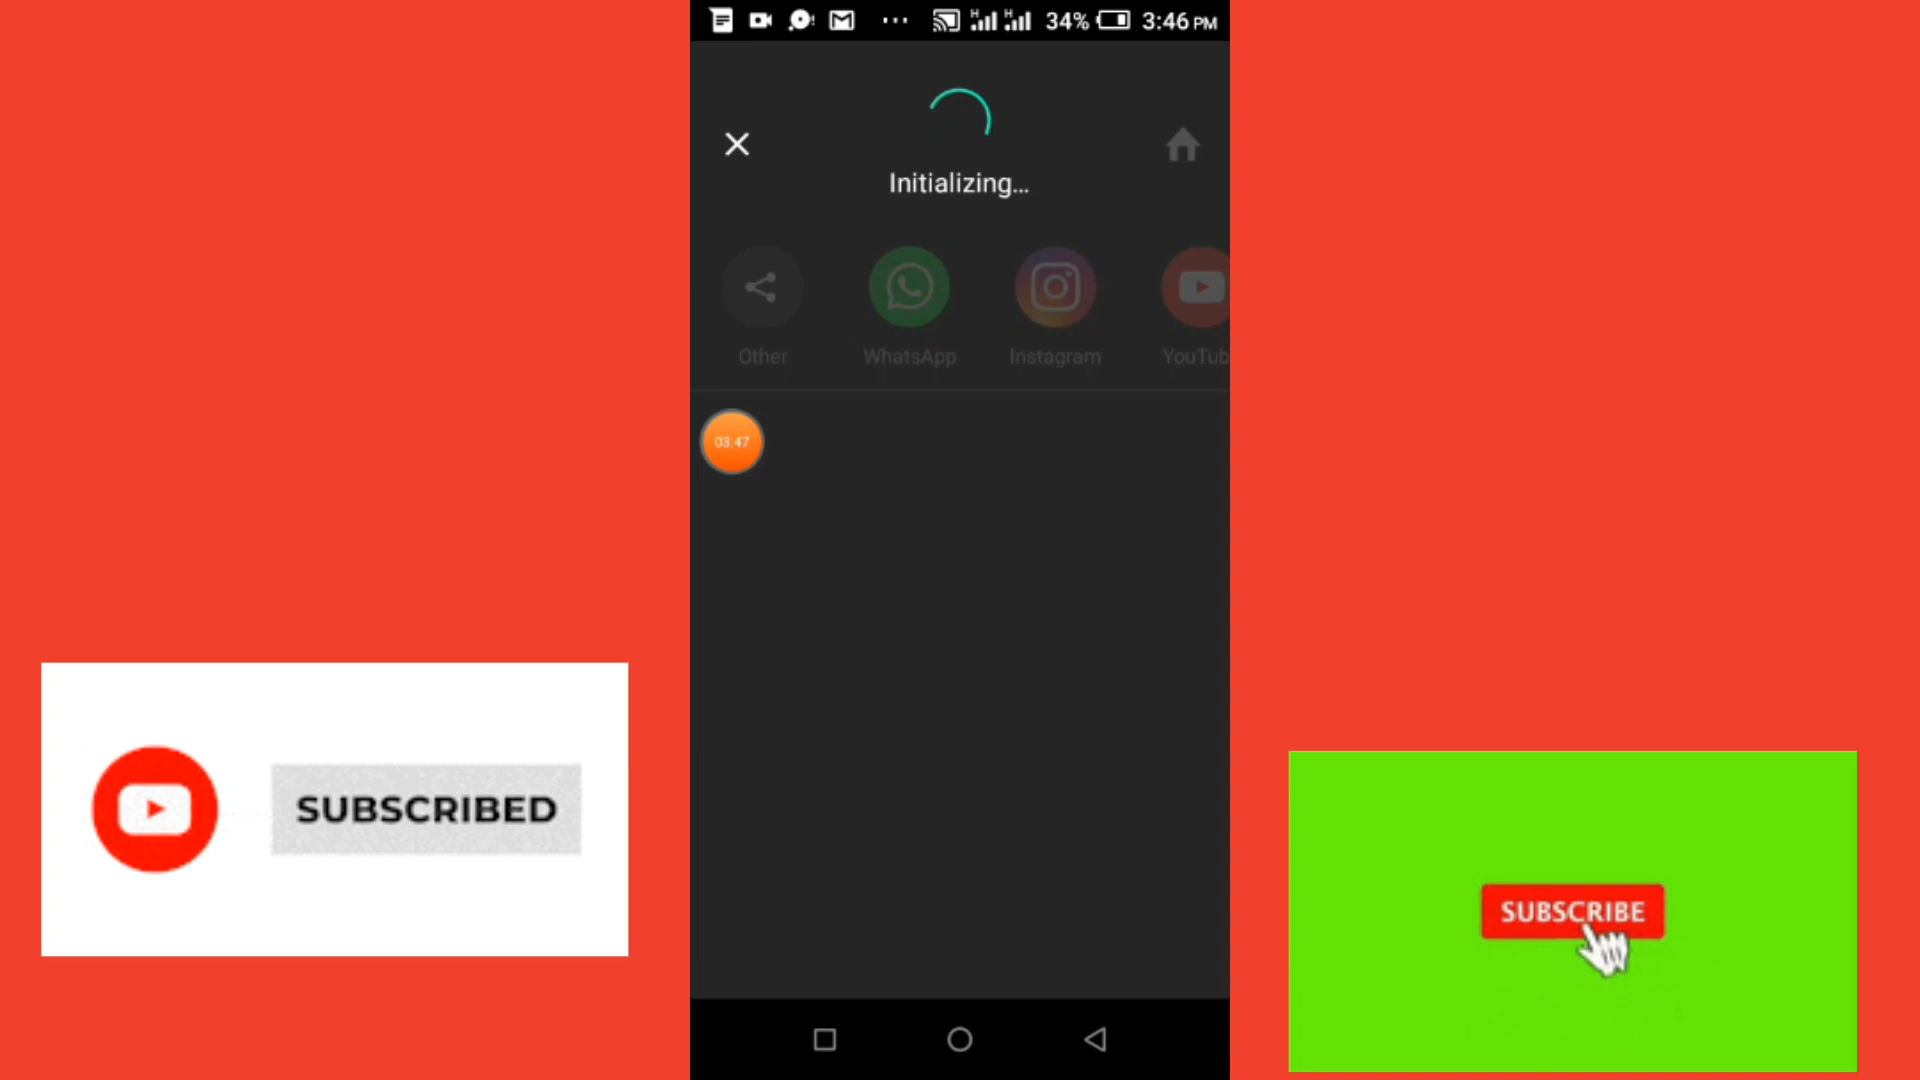 34% 3:46 PM
Initializing...
Other WhatsApp Instagram YouTub
03:47
SUBSCRIBED
SUBSCRIBE